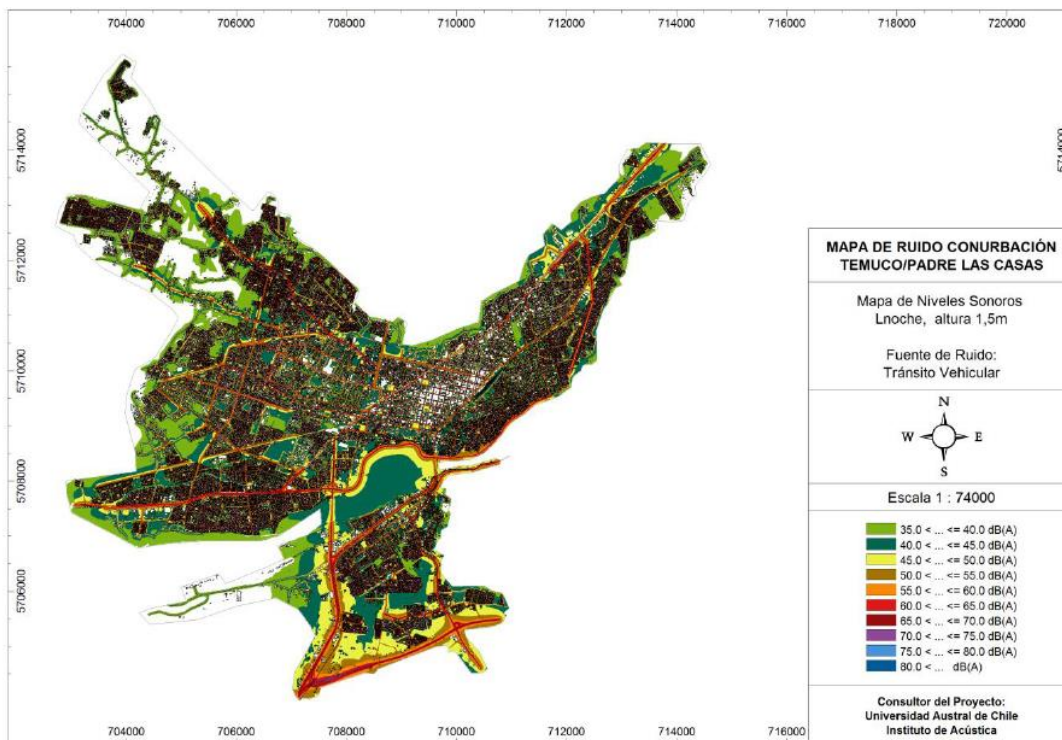 704000 706000 708000 710000 712000 714000 716000 718000 720000
5714000 5714000
5712000
5710000
5708000
5706000
MAPA DE RUIDO CONURBACIÓN
TEMUCO/PADRE LAS CASAS
Mapa de Niveles Sonoros
Lnoche, altura 1,5m
Fuente de Ruido:
Tránsito Vehicular
N
W E
S
Escala 1 : 74000
35.0 < ... <= 40.0 dB(A)
40.0 < ... <= 45.0 dB(A)
45.0 < ... <= 50.0 dB(A)
50.0 < ... <= 55.0 dB(A)
55.0 < ... <= 60.0 dB(A)
60.0 < ... <= 65.0 dB(A)
65.0 < ... <= 70.0 dB(A)
70.0 < ... <= 75.0 dB(A)
75.0 < ... <= 80.0 dB(A)
80.0 < ... dB(A)
Consultor del Proyecto:
Universidad Austral de Chile
Instituto de Acústica
704000 706000 708000 710000 712000 714000 716000 718000 720000